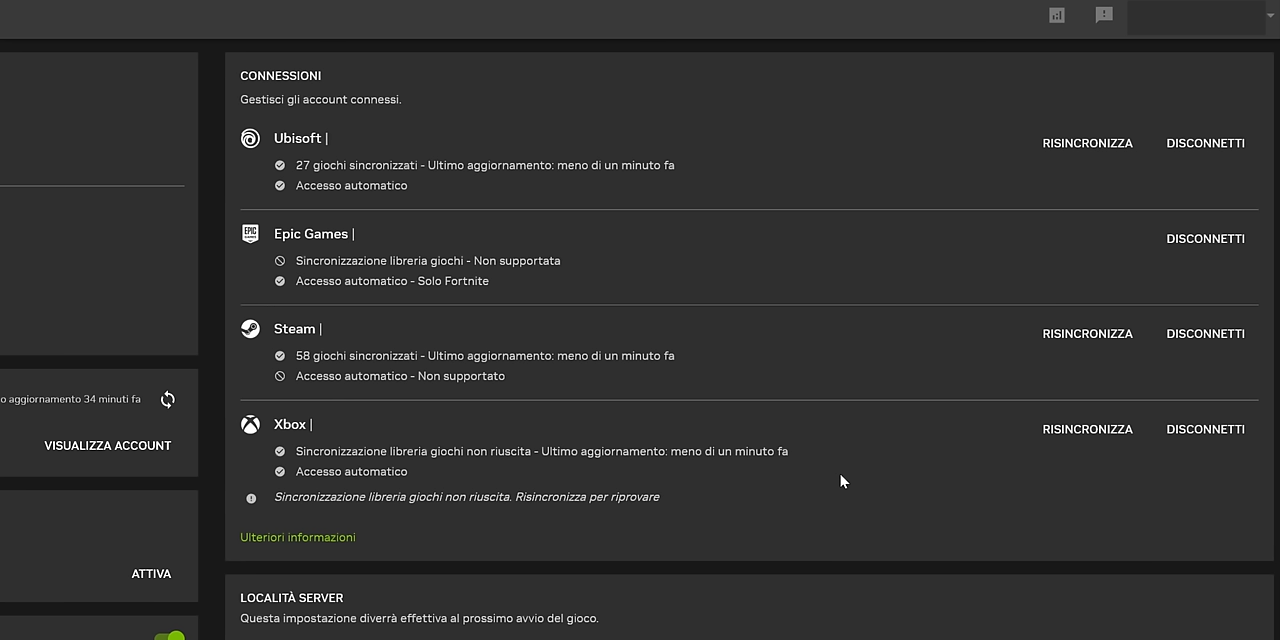 CONNESSIONI
Gestisci gli account connessi.
Ubisoft |
RISINCRONIZZA DISCONNETTI
27 giochi sincronizzati - Ultimo aggiornamento: meno di un minuto fa
Accesso automatico
EPIC GAMES
Epic Games |
DISCONNETTI
Sincronizzazione libreria giochi - Non supportata
Accesso automatico - Solo Fortnite
Steam |
RISINCRONIZZA DISCONNETTI
58 giochi sincronizzati - Ultimo aggiornamento: meno di un minuto fa
Accesso automatico - Non supportato
Xbox |
RISINCRONIZZA DISCONNETTI
Sincronizzazione libreria giochi non riuscita - Ultimo aggiornamento: meno di un minuto fa
Accesso automatico
Sincronizzazione libreria giochi non riuscita. Risincronizza per riprovare
Ulteriori informazioni
o aggiornamento 34 minuti fa
VISUALIZZA ACCOUNT
ATTIVA
LOCALITÀ SERVER
Questa impostazione diverrà effettiva al prossimo avvio del gioco.